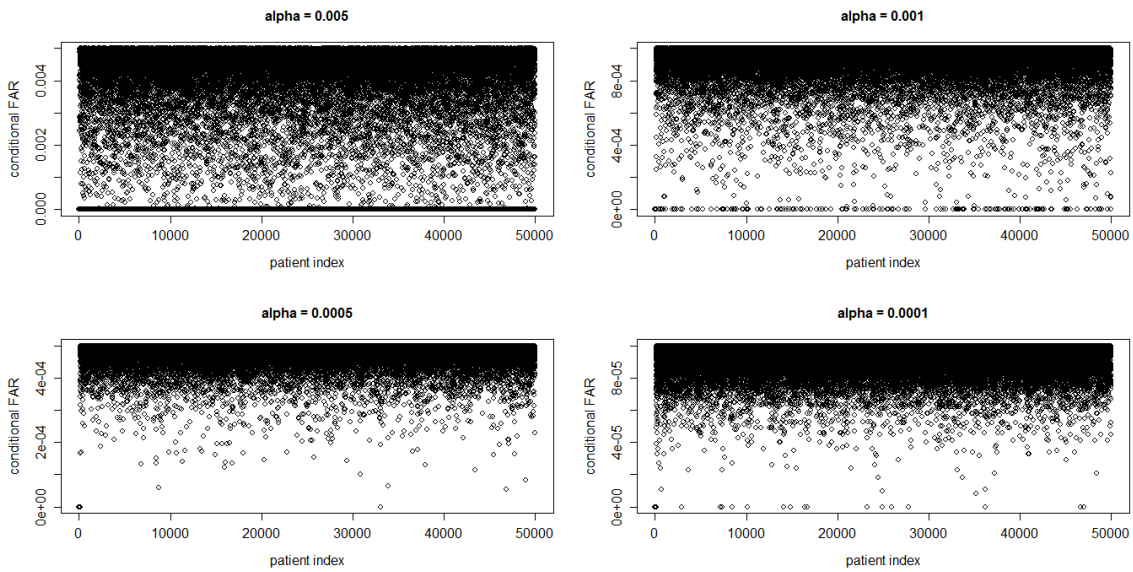 alpha = 0.005
conditional FAR
0.004
0.002
0.000
0 10000 20000 30000 40000 50000
patient index
alpha = 0.001
conditional FAR
8e-04
4e-04
0e+00
0 10000 20000 30000 40000 50000
patient index
alpha = 0.0005
conditional FAR
4e-04
2e-04
0e+00
0 10000 20000 30000 40000 50000
patient index
alpha = 0.0001
conditional FAR
8e-05
4e-05
0e+00
0 10000 20000 30000 40000 50000
patient index